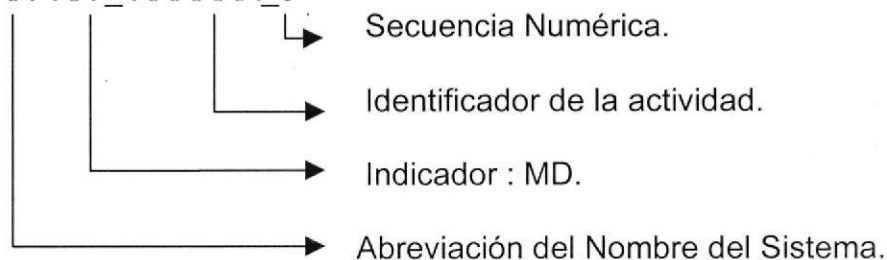 Secuencia Numérica.
Identificador de la actividad.
Indicador : MD.
Abreviación del Nombre del Sistema.